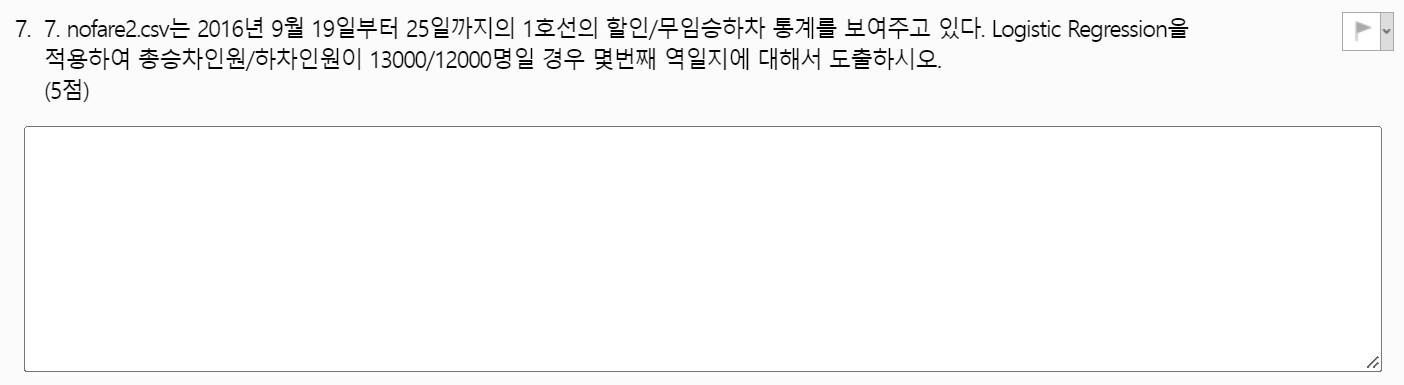 7. 7. nofare2.csv는 2016년 9월 19일부터 25일까지의 1호선의 할인/무임승하차 통계를 보여주고 있다. Logistic Regression을
적용하여 총승차인원/하차인원이 13000/12000명일 경우 몇번째 역일지에 대해서 도출하시오.
(5점)